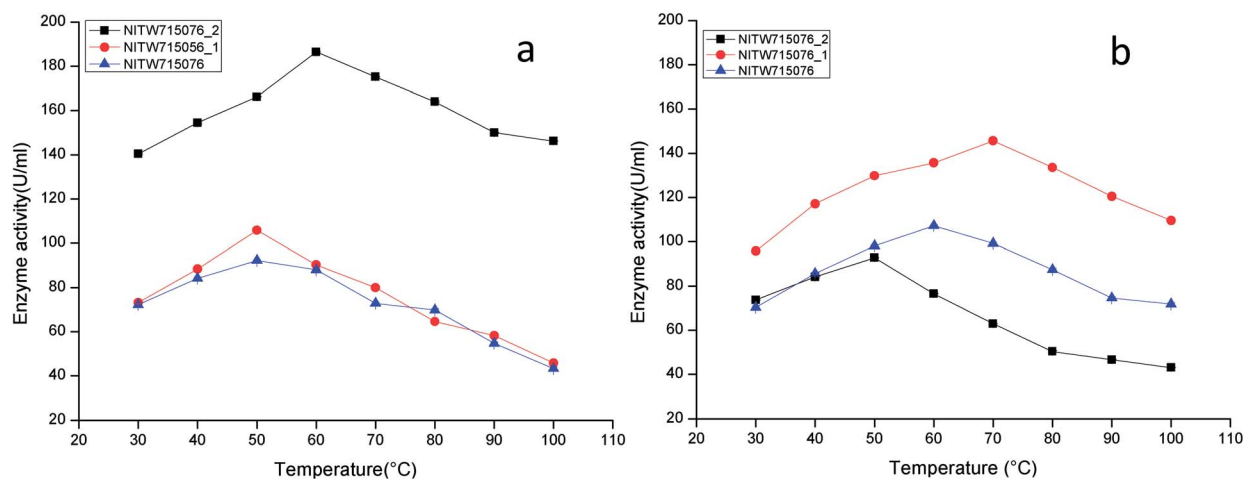 a
NITW715076_2
NITW715056_1
NITW715076
200
180
160
140
120
100
80
60
40
20
Enzyme activity(U/ml)
20 30 40 50 60 70 80 90 100 110
Temperature(°C)
b
NITW715076_2
NITW715076_1
NITW715076
200
180
160
140
120
100
80
60
40
20
Enzyme activity(U/ml)
20 30 40 50 60 70 80 90 100 110
Temperature (°C)